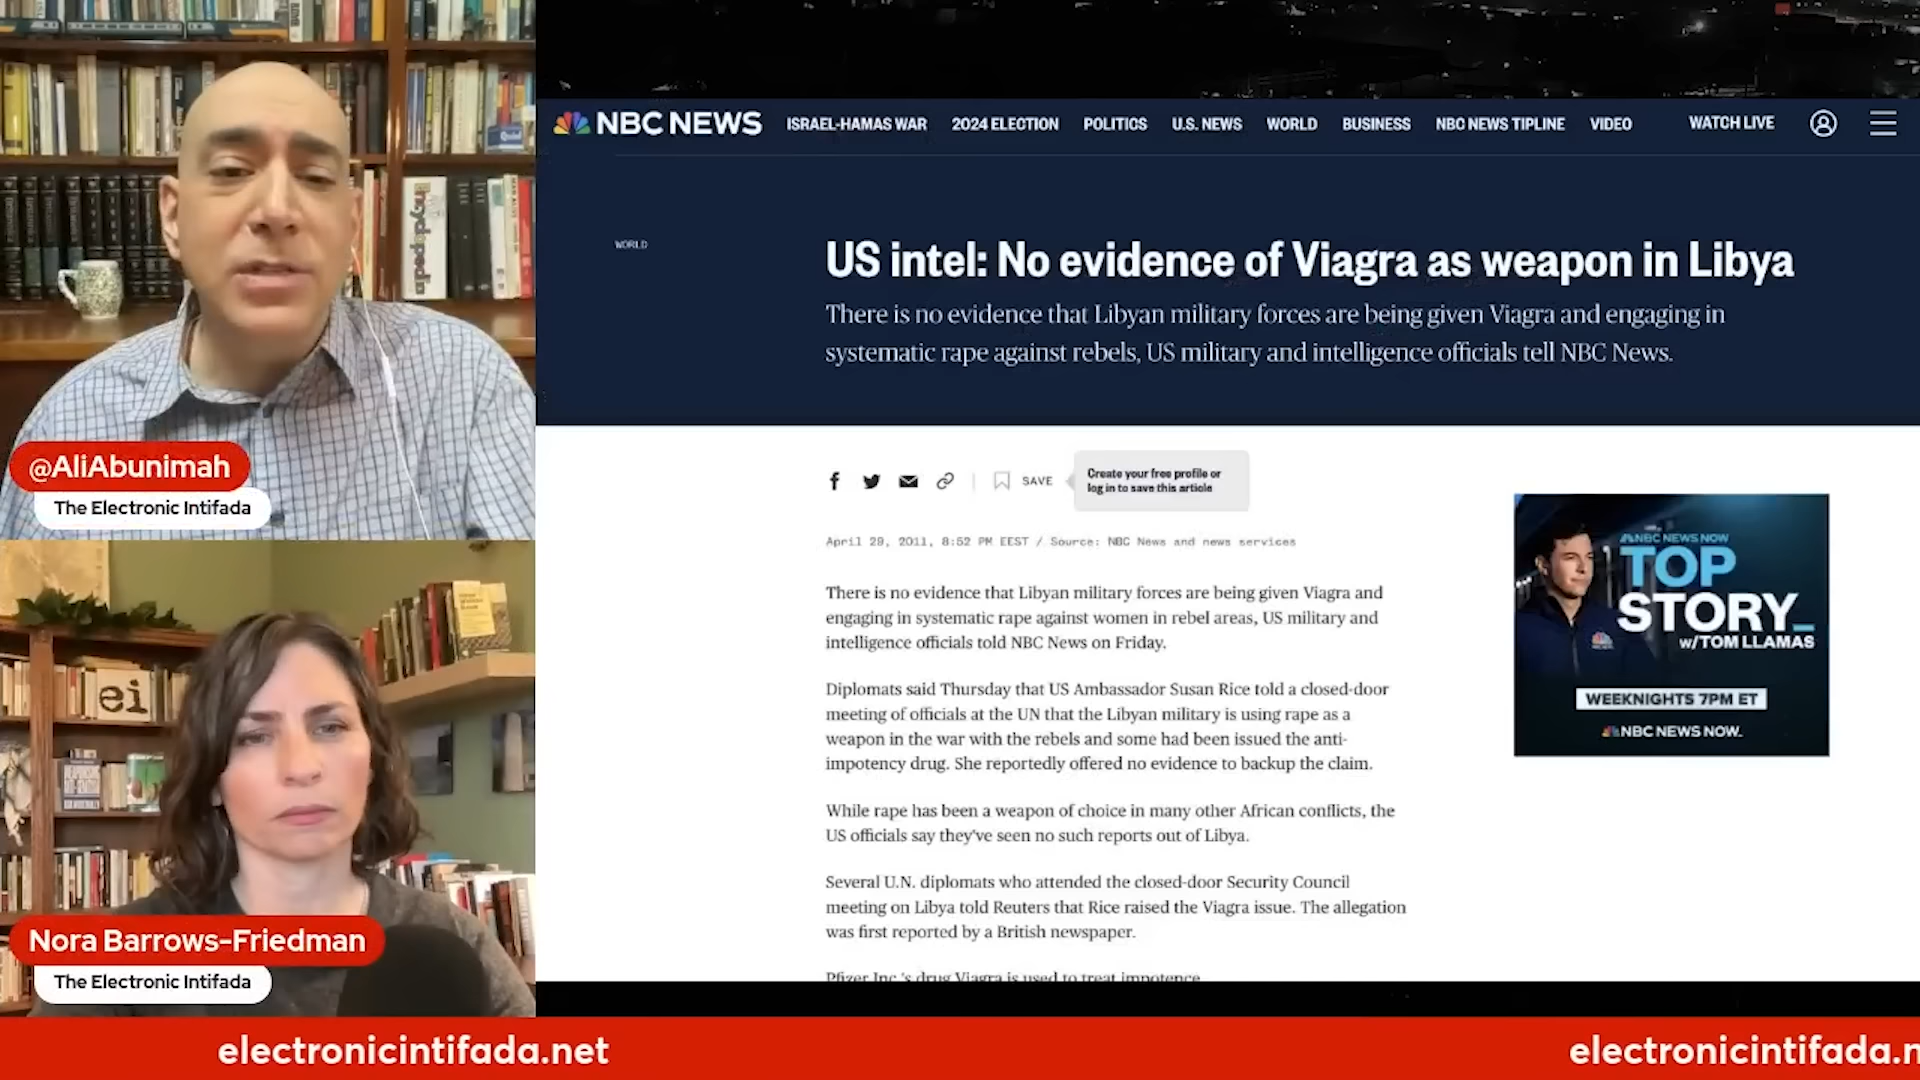 NBC NEWS
ISRAEL-HAMAS WAR
2024 ELECTION
POLITICS
U.S. NEWS
WORLD
BUSINESS
NBC NEWS TIPLINE
VIDEO
WATCH LIVE
WORLD
US intel: No evidence of Viagra as weapon in Libya
There is no evidence that Libyan military forces are being given Viagra and engaging in
systematic rape against rebels, US military and intelligence officials tell NBC News.
SAVE
Create your free profile or
log in to save this article
April 29, 2011, 8:52 PM EEST / Source: NBC News and news services
There is no evidence that Libyan military forces are being given Viagra and
engaging in systematic rape against women in rebel areas, US military and
intelligence officials told NBC News on Friday.
Diplomats said Thursday that US Ambassador Susan Rice told a closed-door
meeting of officials at the UN that the Libyan military is using rape as a
weapon in the war with the rebels and some had been issued the anti-
impotency drug. She reportedly offered no evidence to backup the claim.
While rape has been a weapon of choice in many other African conflicts, the
US officials say they've seen no such reports out of Libya.
Several U.N. diplomats who attended the closed-door Security Council
meeting on Libya told Reuters that Rice raised the Viagra issue. The allegation
was first reported by a British newspaper.
Pfizer Inc.'s drug Viagra is used to treat impotence
NBC NEWS NOW
TOP
STORY_
w/TOM LLAMAS
WEEKNIGHTS 7PM ET
NBC NEWS NOW.
@AliAbunimah
The Electronic Intifada
ei
Nora Barrows-Friedman
The Electronic Intifada
electronicintifada.net
electronicintifada.n